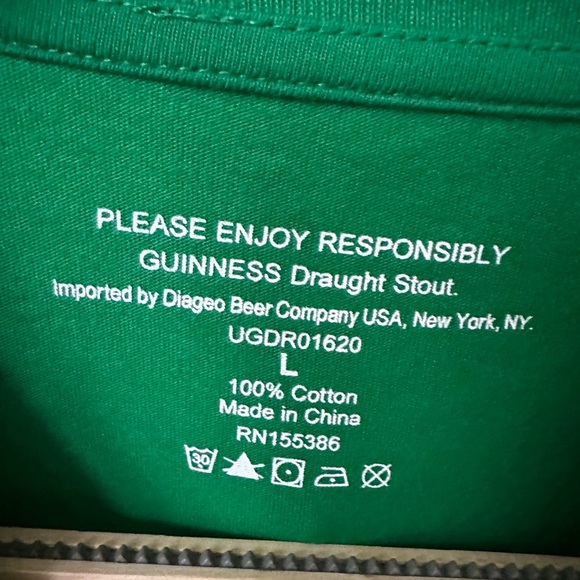 PLEASE ENJOY RESPONSIBLY
GUINNESS Draught Stout.
Imported by Diageo Beer Company USA, New York, NY.
UGDR01620
L
100% Cotton
Made in China
RN155386
30